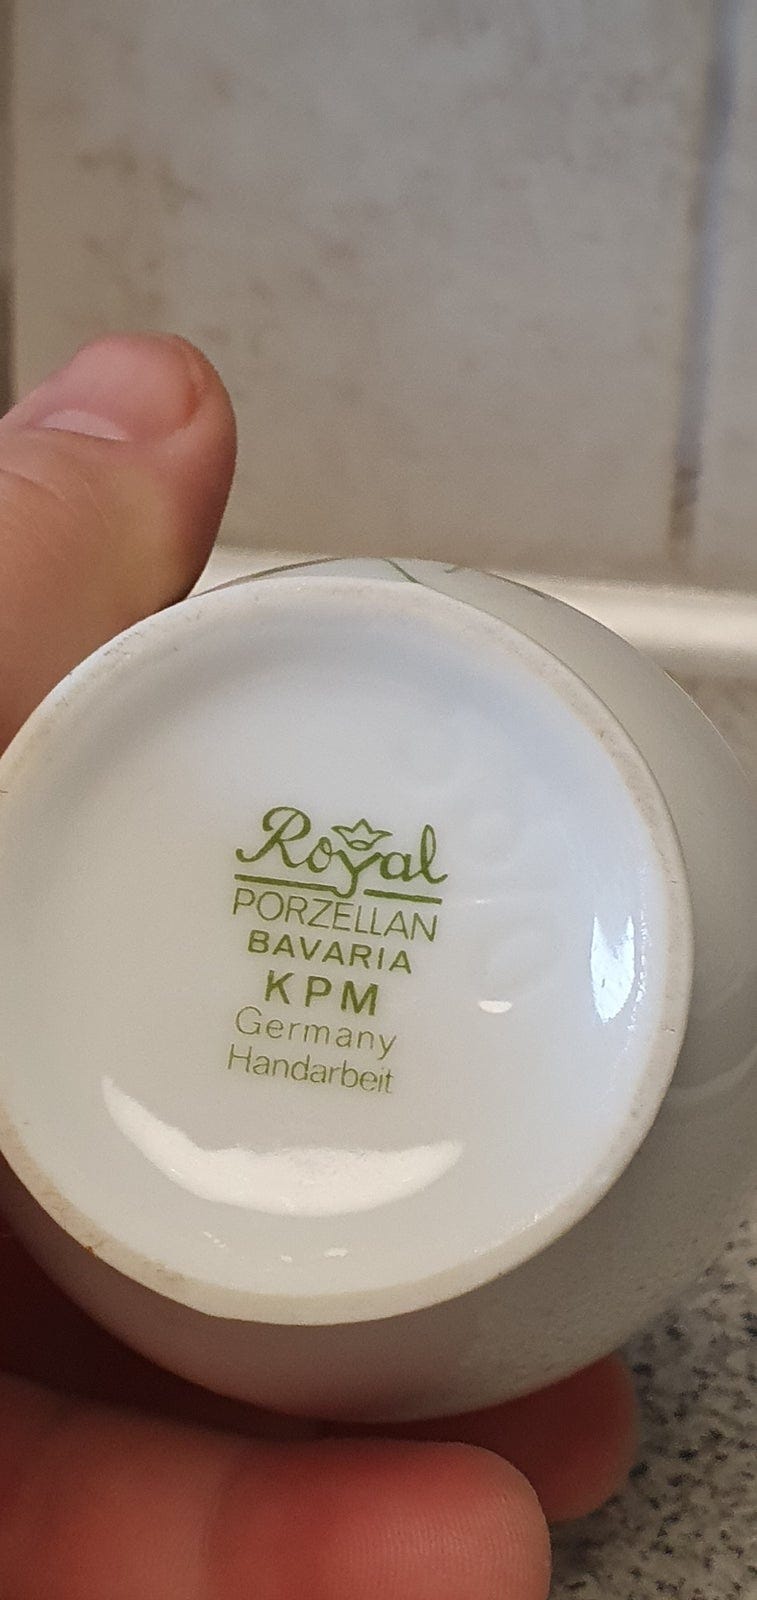 Royal
PORZELLAN
BAVARIA
KPM
Germany
Handarbeit